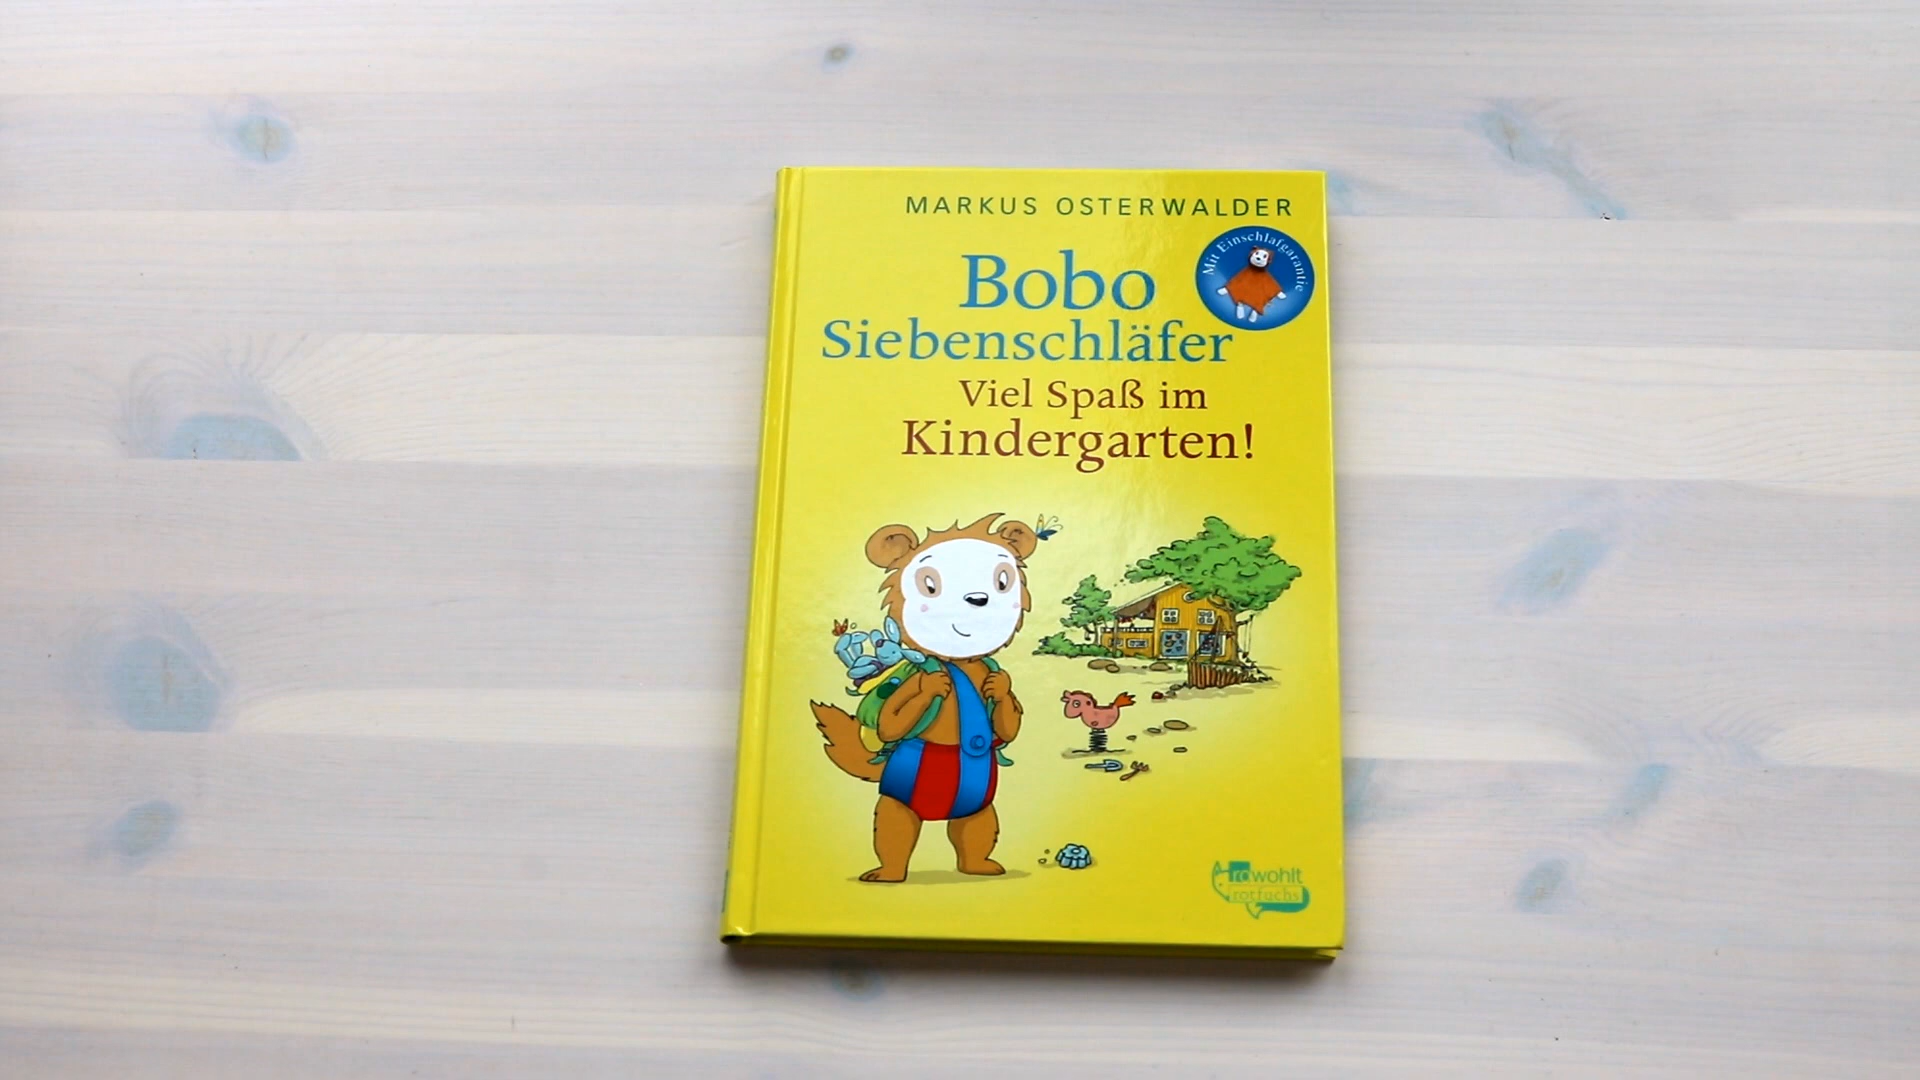 MARKUS OSTERWALDER
Mit Einschlafgarantie
Bobo
Siebenschläfer
Viel Spaß im
Kindergarten!
rowohlt
rotfuchs